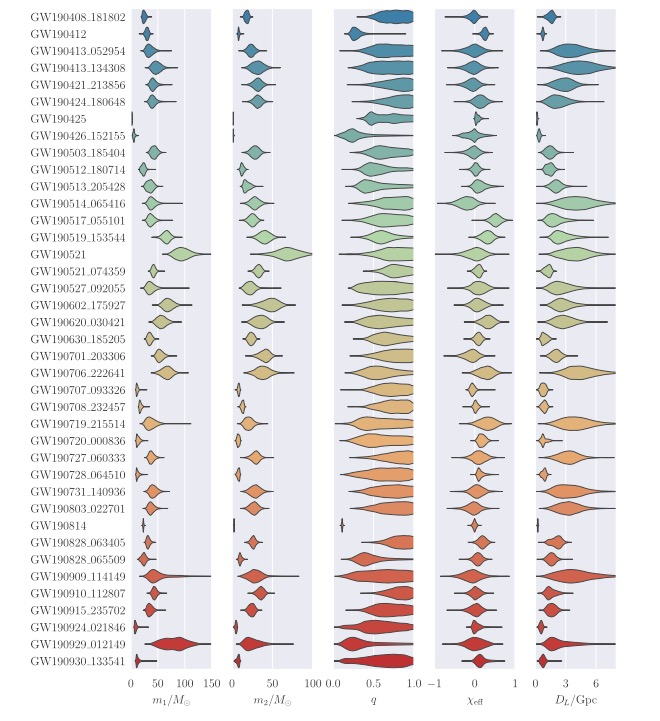 GW190408_181802
GW190412
GW190413_052954
GW190413_134308
GW190421_213856
GW190424_180648
GW190425
GW190426_152155
GW190503_185404
GW190512_180714
GW190513_205428
GW190514_065416
GW190517_055101
GW190519_153544
GW190521
GW190521_074359
GW190527_092055
GW190602_175927
GW190620_030421
GW190630_185205
GW190701_203306
GW190706_222641
GW190707_093326
GW190708_232457
GW190719_215514
GW190720_000836
GW190727_060333
GW190728_064510
GW190731_140936
GW190803_022701
GW190814
GW190828_063405
GW190828_065509
GW190909_114149
GW190910_112807
GW190915_235702
GW190924_021846
GW190929_012149
GW190930_133541
0 50 100 150 0 50 100 0.0 0.5 1.0 −1 0 1 0 3 6
m₁/M⊙ m₂/M⊙ q χeff D_L/Gpc